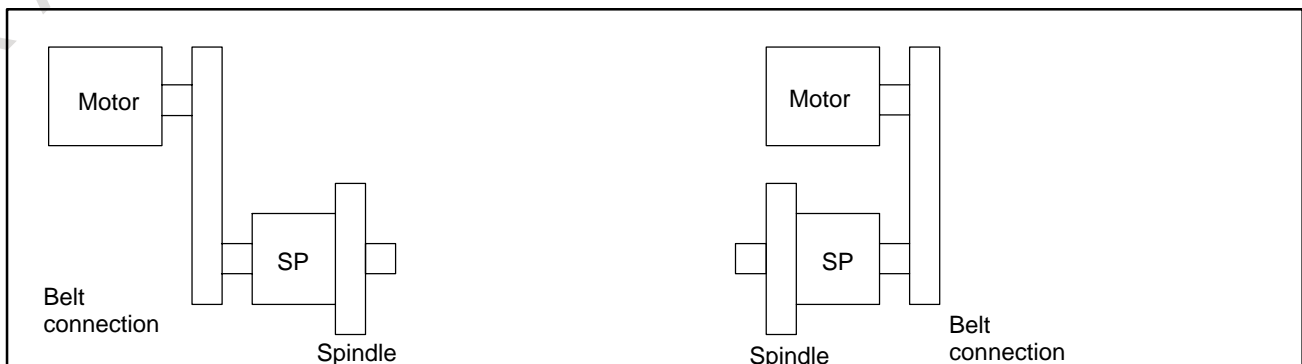 Motor
SP
Belt
connection
Spindle
Motor
SP
Spindle
Belt
connection